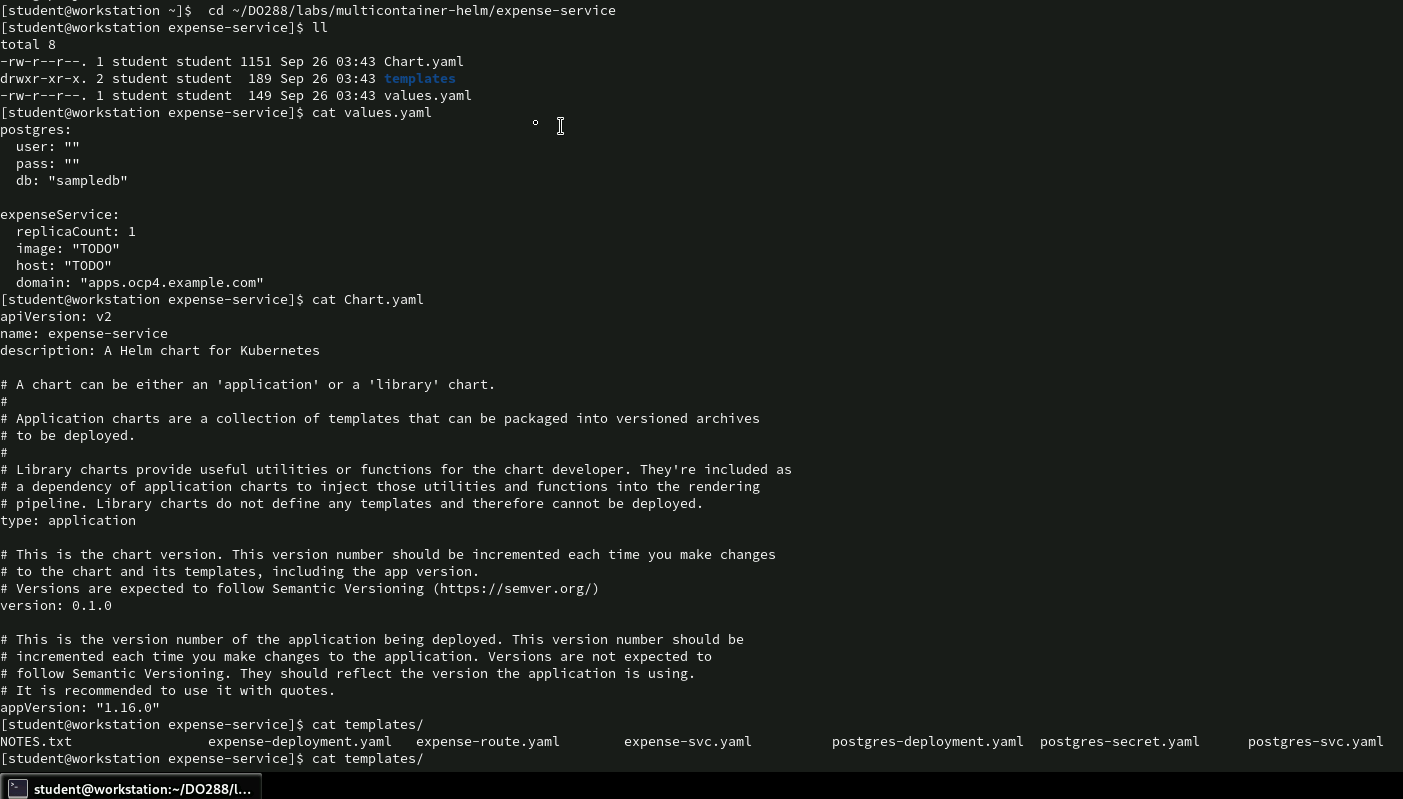 [student@workstation ~]$  cd ~/DO288/labs/multicontainer-helm/expense-service
[student@workstation expense-service]$ ll
total 8
-rw-r--r--. 1 student student 1151 Sep 26 03:43 Chart.yaml
drwxr-xr-x. 2 student student  189 Sep 26 03:43 templates
-rw-r--r--. 1 student student  149 Sep 26 03:43 values.yaml
[student@workstation expense-service]$ cat values.yaml
postgres:
  user: ""
  pass: ""
  db: "sampledb"

expenseService:
  replicaCount: 1
  image: "TODO"
  host: "TODO"
  domain: "apps.ocp4.example.com"
[student@workstation expense-service]$ cat Chart.yaml
apiVersion: v2
name: expense-service
description: A Helm chart for Kubernetes

# A chart can be either an 'application' or a 'library' chart.
#
# Application charts are a collection of templates that can be packaged into versioned archives
# to be deployed.
#
# Library charts provide useful utilities or functions for the chart developer. They're included as
# a dependency of application charts to inject those utilities and functions into the rendering
# pipeline. Library charts do not define any templates and therefore cannot be deployed.
type: application

# This is the chart version. This version number should be incremented each time you make changes
# to the chart and its templates, including the app version.
# Versions are expected to follow Semantic Versioning (https://semver.org/)
version: 0.1.0

# This is the version number of the application being deployed. This version number should be
# incremented each time you make changes to the application. Versions are not expected to
# follow Semantic Versioning. They should reflect the version the application is using.
# It is recommended to use it with quotes.
appVersion: "1.16.0"
[student@workstation expense-service]$ cat templates/
NOTES.txt                 expense-deployment.yaml   expense-route.yaml        expense-svc.yaml          postgres-deployment.yaml  postgres-secret.yaml      postgres-svc.yaml
[student@workstation expense-service]$ cat templates/
student@workstation:~/DO288/l...